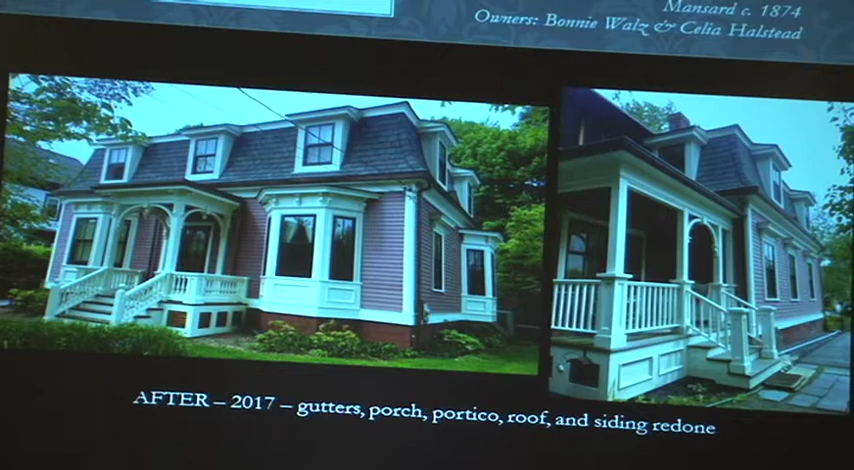 Mansard c. 1874
Owners: Bonnie Walz & Celia Halstead
AFTER – 2017 – gutters, porch, portico, roof, and siding redone